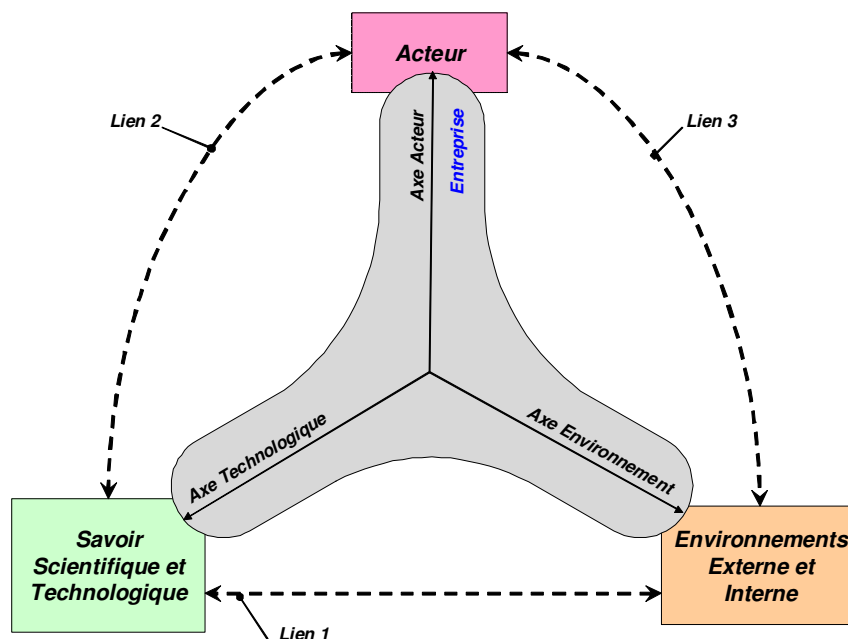 Acteur
Lien 2
Lien 3
Axe Acteur
Entreprise
Axe Technologique
Axe Environnement
Savoir
Scientifique et
Technologique
Environnements
Externe et
Interne
Lien 1